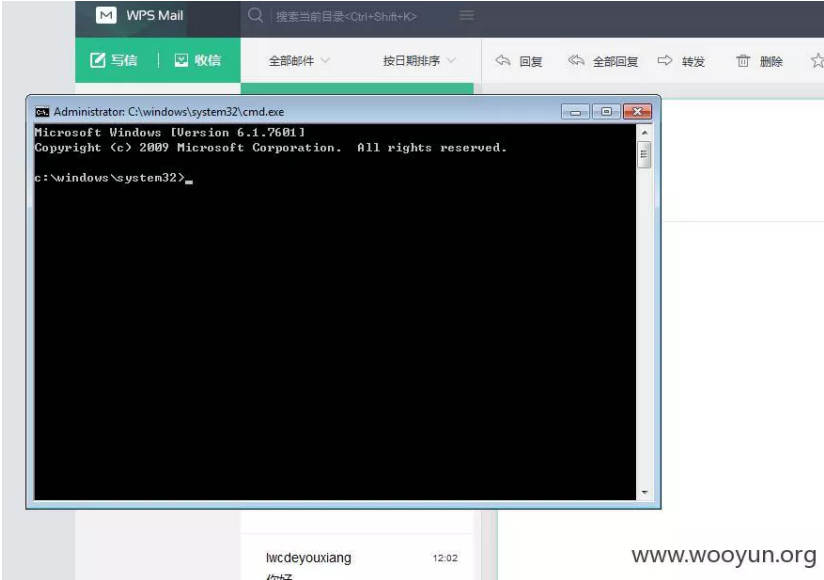 WPS Mail
搜索当前目录<Ctrl+Shift+K>
写信 收信 全部邮件 按日期排序 回复 全部回复 转发 删除
Administrator: C:\windows\system32\cmd.exe
Microsoft Windows [Version 6.1.7601]
Copyright (c) 2009 Microsoft Corporation.  All rights reserved.
c:\windows\system32>_
lwcdeyouxiang 12:02
你好
www.wooyun.org